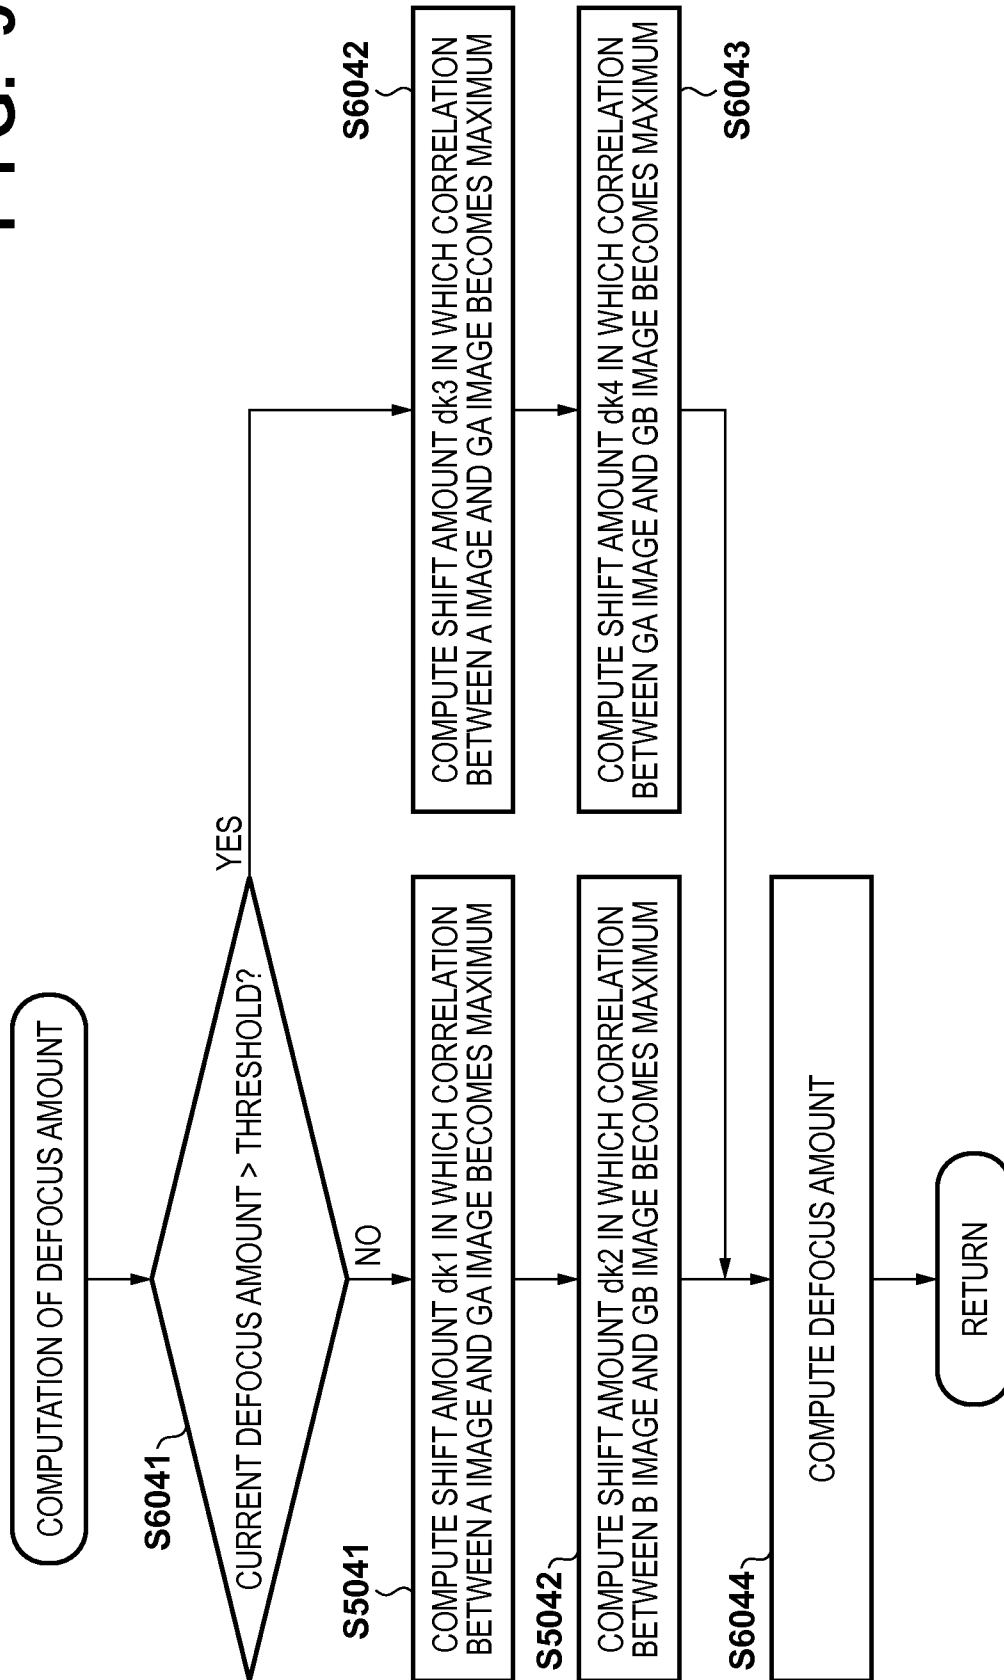 FIG.
COMPUTATION OF DEFOCUS AMOUNT
S6041
CURRENT DEFOCUS AMOUNT > THRESHOLD?
YES
NO
S5041
COMPUTE SHIFT AMOUNT dk1 IN WHICH CORRELATION
BETWEEN A IMAGE AND GA IMAGE BECOMES MAXIMUM
S6042
COMPUTE SHIFT AMOUNT dk3 IN WHICH CORRELATION
BETWEEN A IMAGE AND GA IMAGE BECOMES MAXIMUM
S5042
COMPUTE SHIFT AMOUNT dk2 IN WHICH CORRELATION
BETWEEN B IMAGE AND GB IMAGE BECOMES MAXIMUM
COMPUTE SHIFT AMOUNT dk4 IN WHICH CORRELATION
BETWEEN GA IMAGE AND GB IMAGE BECOMES MAXIMUM
S6043
S6044
COMPUTE DEFOCUS AMOUNT
RETURN